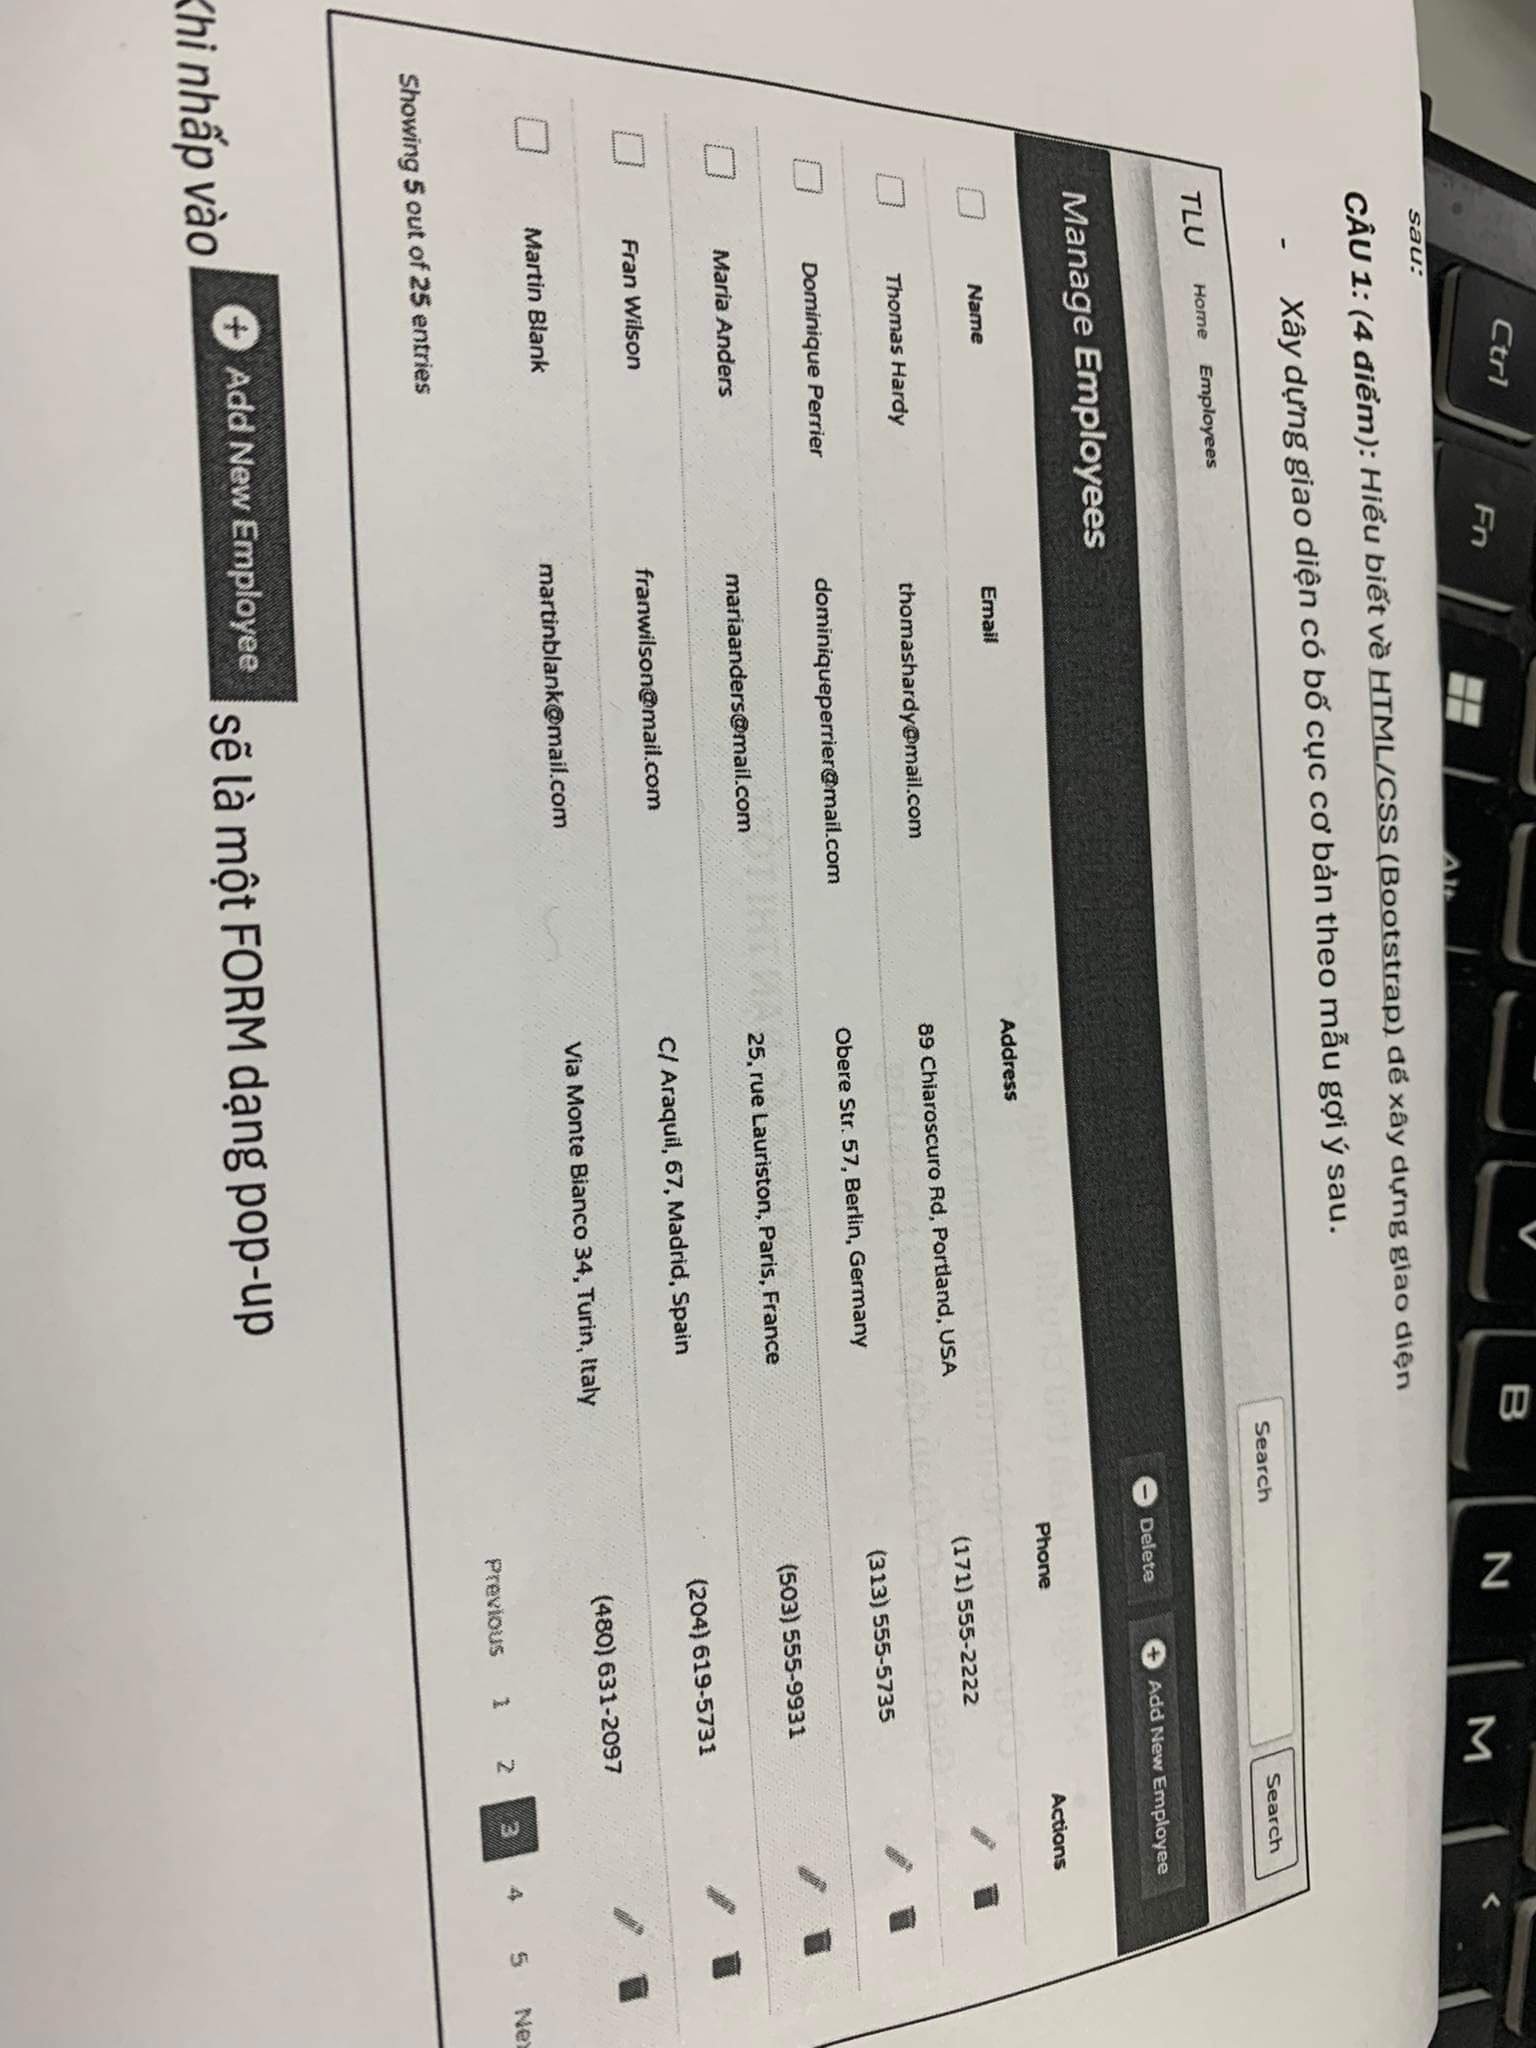 Ctrl
Fn
Alt
V
B
N
M
<
sau:
CÂU 1: (4 điểm): Hiểu biết về HTML/CSS (Bootstrap) để xây dựng giao diện
- Xây dựng giao diện có bố cục cơ bản theo mẫu gợi ý sau.
TLU Home Employees Search Search
Manage Employees Delete Add New Employee
Name Email Address Phone Actions
Thomas Hardy thomashardy@mail.com 89 Chiaroscuro Rd, Portland, USA (171) 555-2222
Dominique Perrier dominiqueperrier@mail.com Obere Str. 57, Berlin, Germany (313) 555-5735
Maria Anders mariaanders@mail.com 25, rue Lauriston, Paris, France (503) 555-9931
Fran Wilson franwilson@mail.com C/ Araquil, 67, Madrid, Spain (204) 619-5731
Martin Blank martinblank@mail.com Via Monte Bianco 34, Turin, Italy (480) 631-2097
Showing 5 out of 25 entries Previous 1 2 3 4 5
Khi nhấp vào Add New Employee sẽ là một FORM dạng pop-up